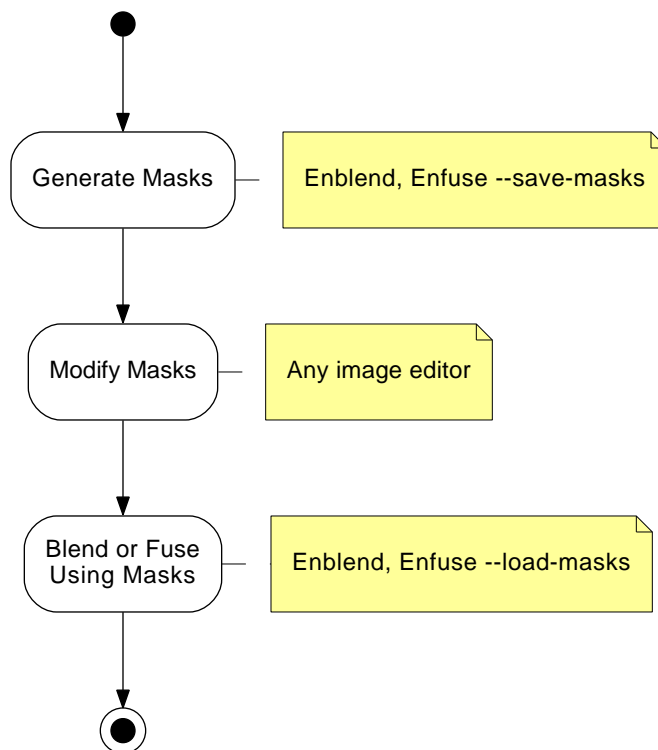 Generate Masks
Enblend, Enfuse --save-masks
Modify Masks
Any image editor
Blend or Fuse
Using Masks
Enblend, Enfuse --load-masks